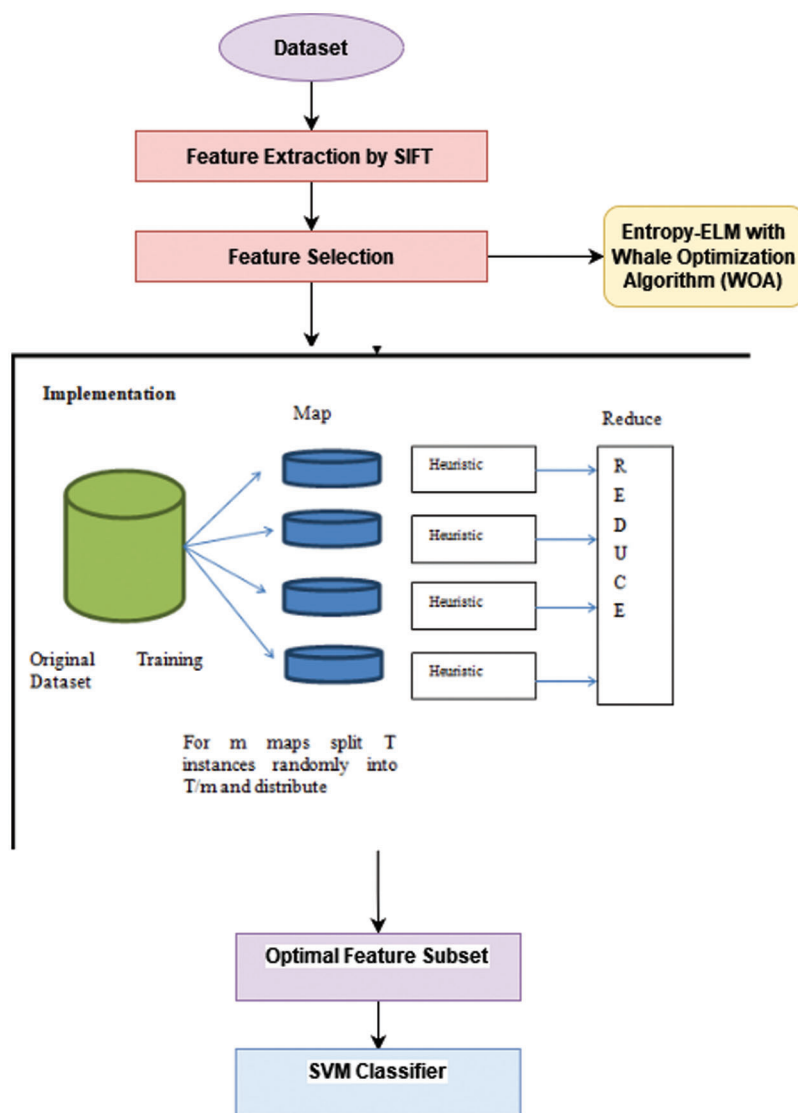 Dataset
Feature Extraction by SIFT
Feature Selection
Entropy-ELM with
Whale Optimization
Algorithm (WOA)
Implementation
Map
Reduce
Heuristic
Heuristic
Heuristic
Heuristic
R
E
D
U
C
E
Original Training
Dataset
For m maps split T
instances randomly into
T/m and distribute
Optimal Feature Subset
SVM Classifier